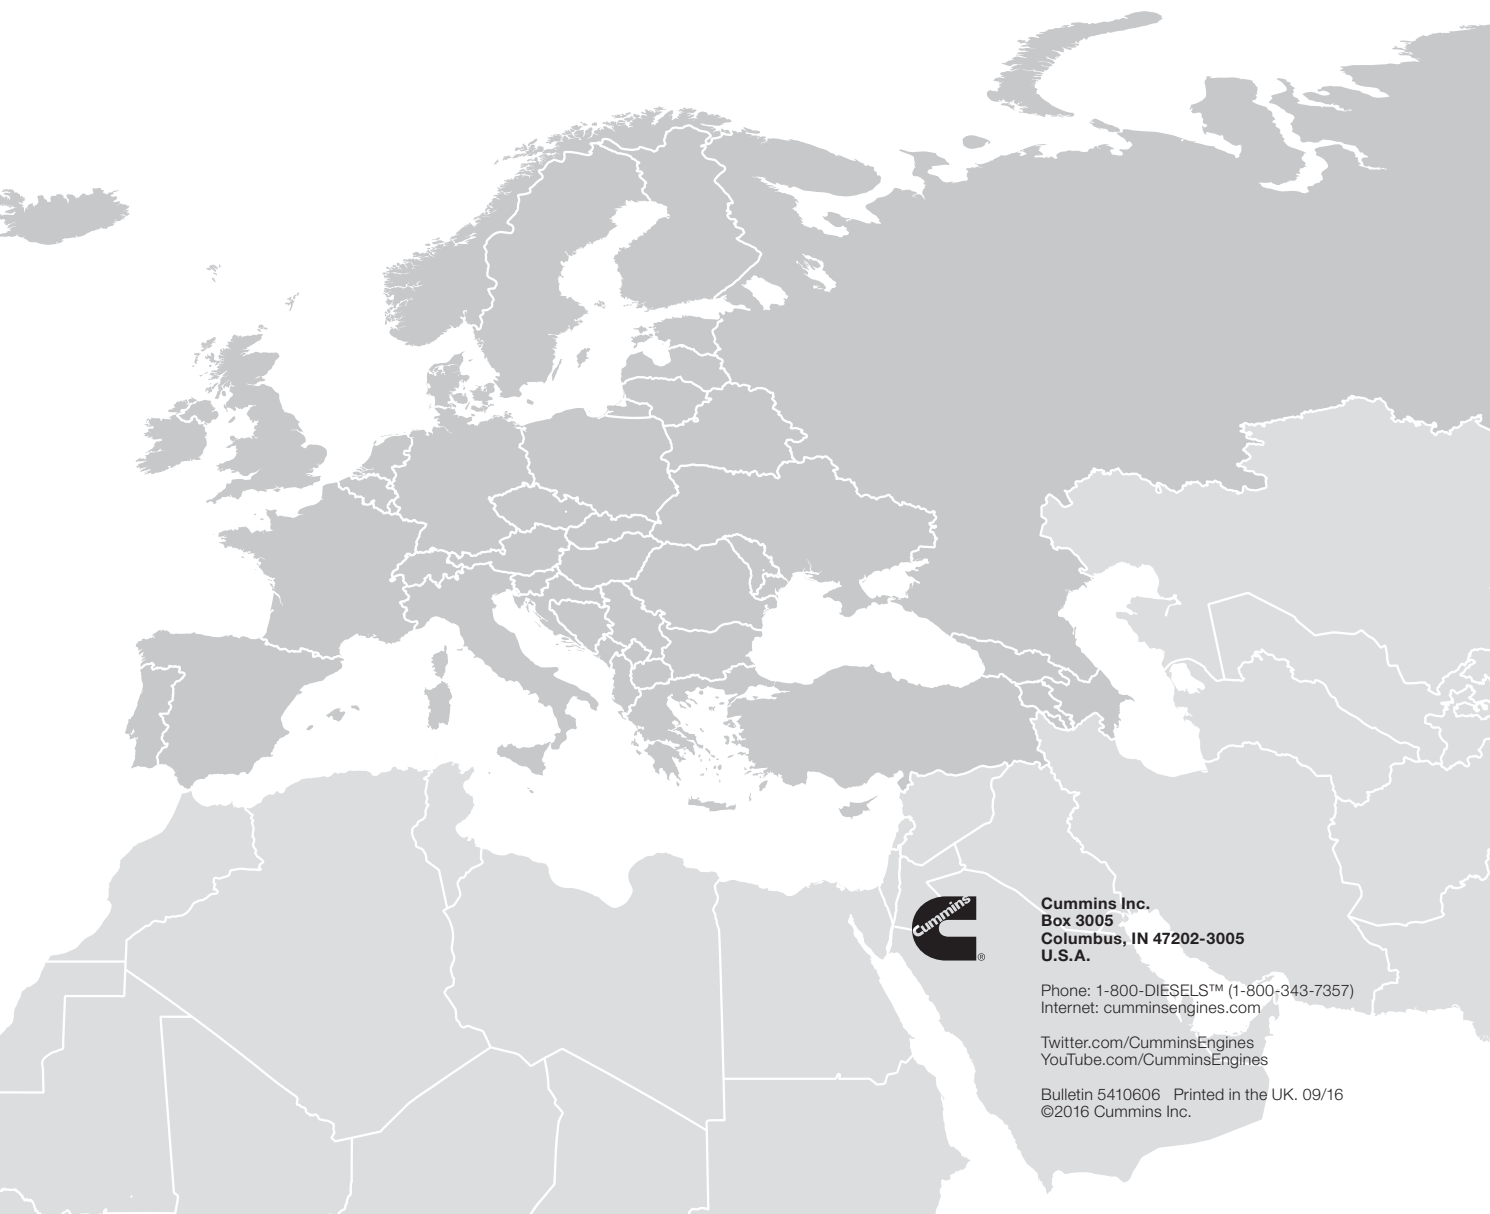 Cummins
®
Cummins Inc.
Box 3005
Columbus, IN 47202-3005
U.S.A.
Phone: 1-800-DIESELS™ (1-800-343-7357)
Internet: cumminsengines.com
Twitter.com/CumminsEngines
YouTube.com/CumminsEngines
Bulletin 5410606 Printed in the UK. 09/16
©2016 Cummins Inc.